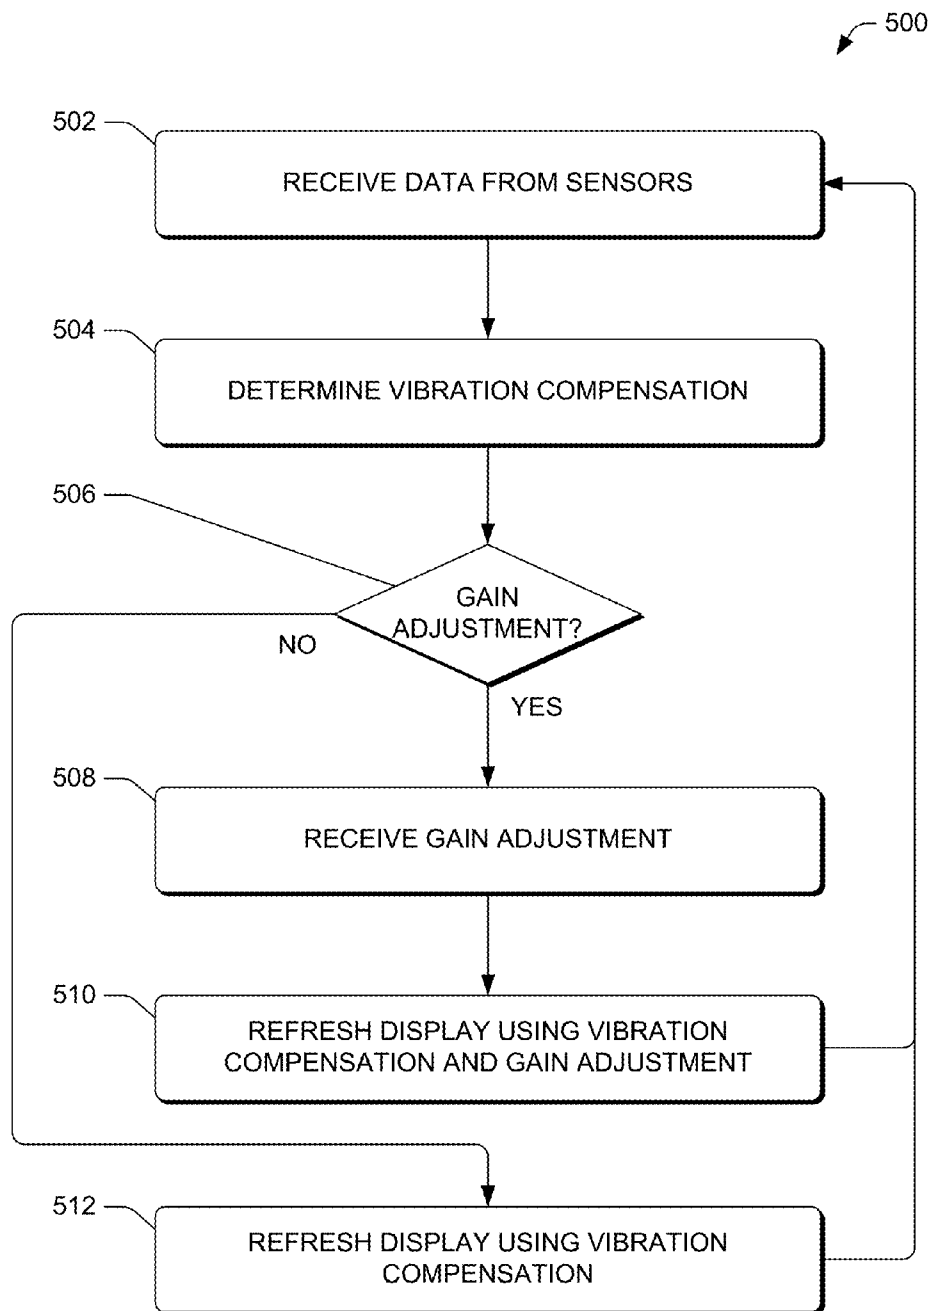 500
502
RECEIVE DATA FROM SENSORS
504
DETERMINE VIBRATION COMPENSATION
506
GAIN
ADJUSTMENT?
NO
YES
508
RECEIVE GAIN ADJUSTMENT
510
REFRESH DISPLAY USING VIBRATION
COMPENSATION AND GAIN ADJUSTMENT
512
REFRESH DISPLAY USING VIBRATION
COMPENSATION